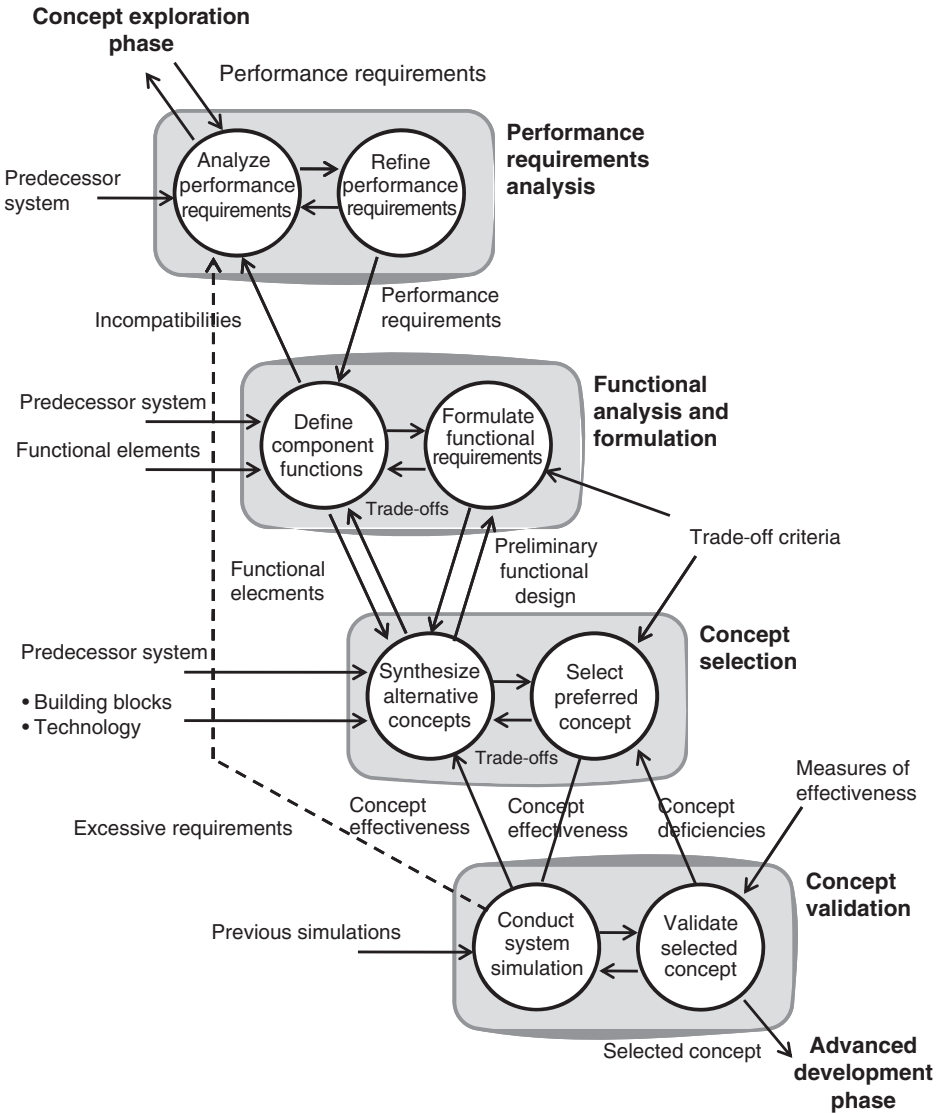 Concept exploration
phase
Performance requirements
Performance
requirements
analysis
Analyze
performance
requirements
Refine
performance
requirements
Predecessor
system
Performance
requirements
Incompatibilities
Functional
analysis and
formulation
Predecessor system
Functional elements
Define
component
functions
Formulate
functional
requirements
Trade-offs
Trade-off criteria
Preliminary
functional
design
Functional
elecments
Concept
selection
Predecessor system
• Building blocks
• Technology
Synthesize
alternative
concepts
Select
preferred
concept
Trade-offs
Measures of
effectiveness
Concept
effectiveness
Concept
effectiveness
Concept
deficiencies
Excessive requirements
Concept
validation
Previous simulations
Conduct
system
simulation
Validate
selected
concept
Selected concept
Advanced
development
phase